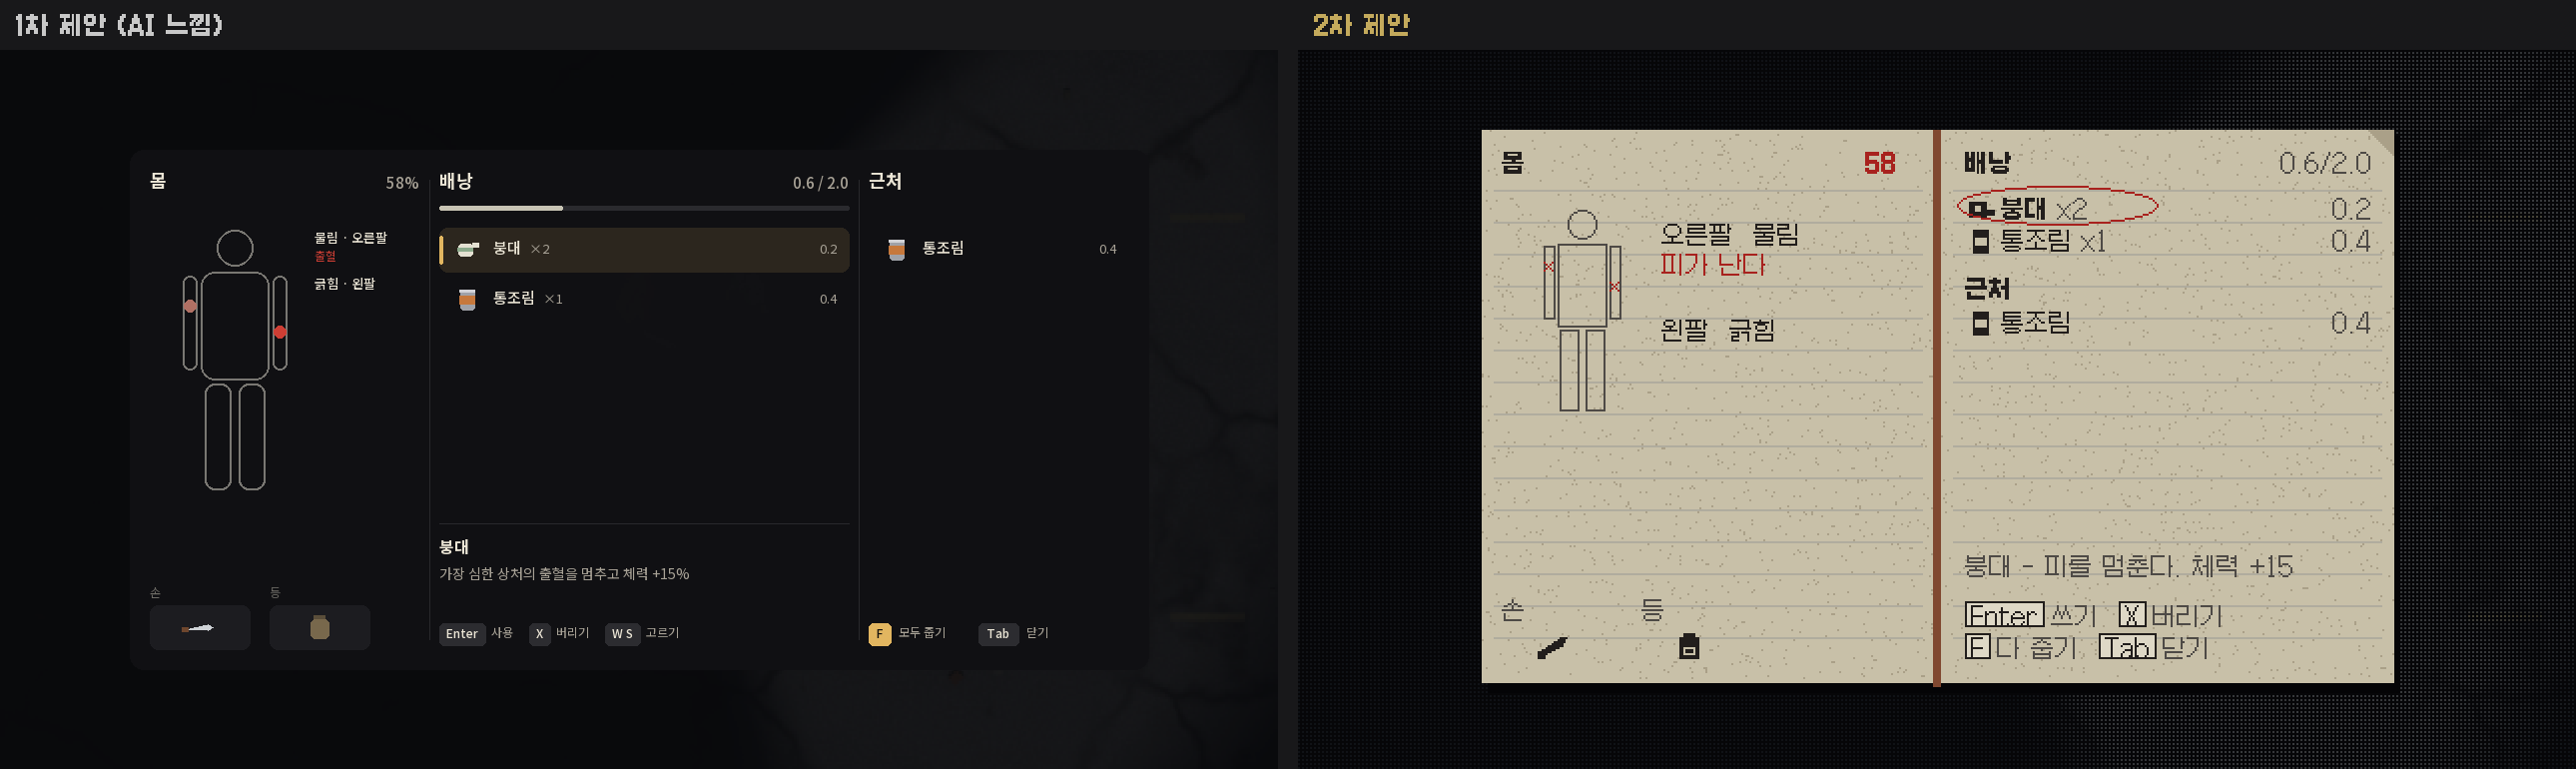 1차 제안 (AI 느낌)
몸 58%
물림 · 오른팔
출혈
긁힘 · 왼팔
손 등
배낭 0.6 / 2.0
붕대 ×2 0.2
통조림 ×1 0.4
붕대
가장 심한 상처의 출혈을 멈추고 체력 +15%
Enter 사용 X 버리기 W S 고르기
근처
통조림 0.4
F 모두 줍기 Tab 닫기
2차 제안
몸 58
오른팔 물림
피가 난다
왼팔 긁힘
손 등
배낭 0.6/2.0
붕대 x2 0.2
통조림 x1 0.4
근처
통조림 0.4
붕대 - 피를 멈춘다. 체력 +15
Enter 쓰기 X 버리기
F 다 줍기 Tab 닫기